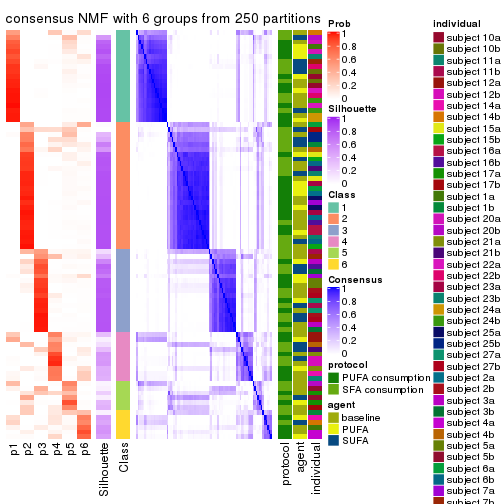 consensus NMF with 6 groups from 250 partitions
p1
p2
p3
p4
p5
p6
Silhouette
Class
protocol
agent
individual
Prob
1
0.8
0.6
0.4
0.2
0
Silhouette
1
0.8
0.6
0.4
0.2
0
Class
1
2
3
4
5
6
Consensus
1
0.8
0.6
0.4
0.2
0
protocol
PUFA consumption
SFA consumption
agent
baseline
PUFA
SUFA
individual
subject 10a
subject 10b
subject 11a
subject 11b
subject 12a
subject 12b
subject 14a
subject 14b
subject 15a
subject 15b
subject 16a
subject 16b
subject 17a
subject 17b
subject 1a
subject 1b
subject 20a
subject 20b
subject 21a
subject 21b
subject 22a
subject 22b
subject 23a
subject 23b
subject 24a
subject 24b
subject 25a
subject 25b
subject 27a
subject 27b
subject 2a
subject 2b
subject 3a
subject 3b
subject 4a
subject 4b
subject 5a
subject 5b
subject 6a
subject 6b
subject 7a
subject 7b